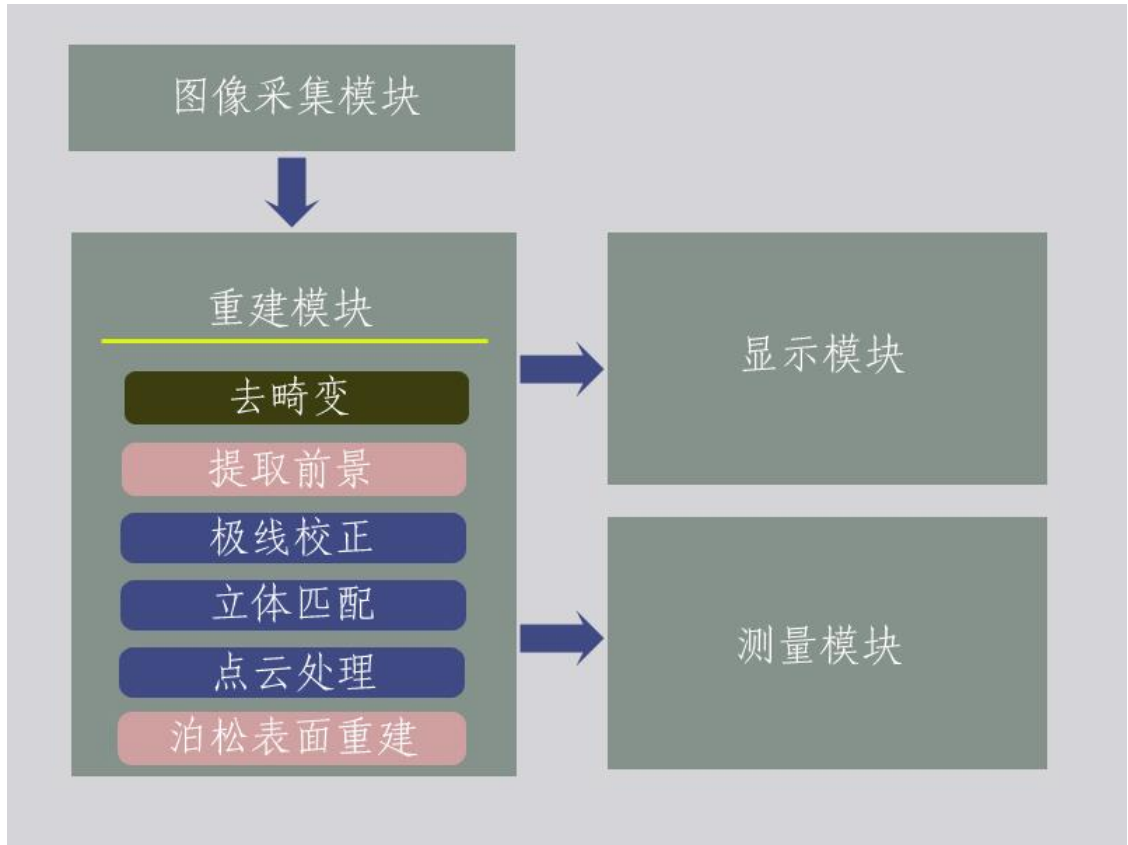 图像采集模块
重建模块
去畸变
提取前景
极线校正
立体匹配
点云处理
泊松表面重建
显示模块
测量模块